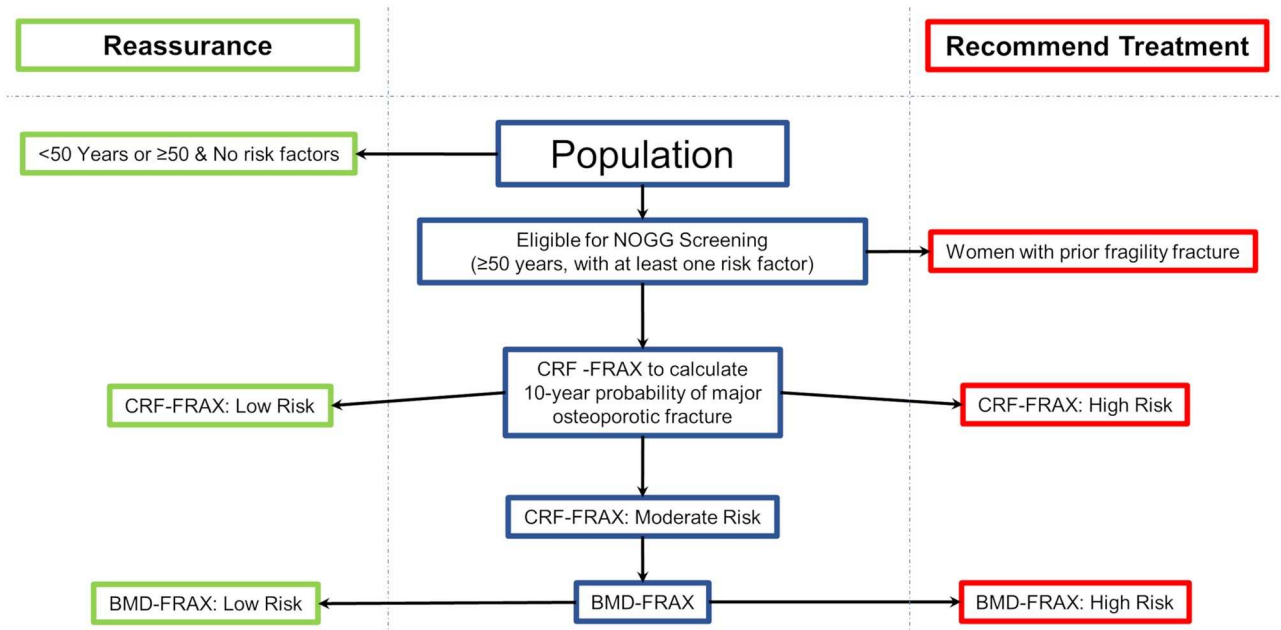 Reassurance
Recommend Treatment
<50 Years or ≥50 & No risk factors
Population
Eligible for NOGG Screening
(≥50 years, with at least one risk factor)
Women with prior fragility fracture
CRF -FRAX to calculate
10-year probability of major
osteoporotic fracture
CRF-FRAX: Low Risk
CRF-FRAX: High Risk
CRF-FRAX: Moderate Risk
BMD-FRAX: Low Risk
BMD-FRAX
BMD-FRAX: High Risk